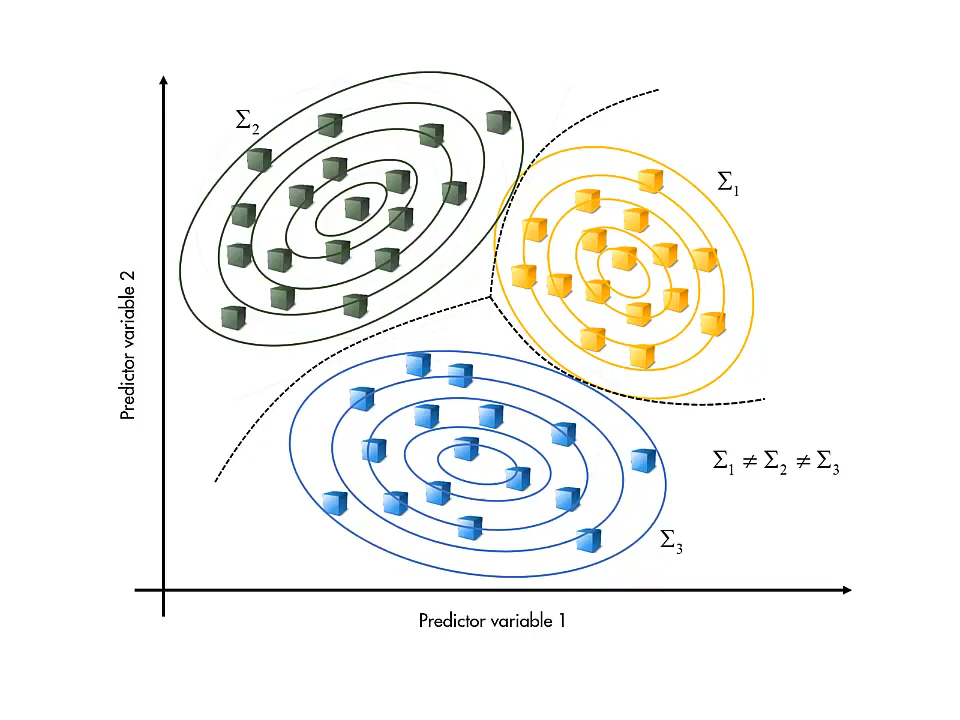 Σ₂
Σ₁
Predictor variable 2
Σ₁ ≠ Σ₂ ≠ Σ₃
Σ₃
Predictor variable 1